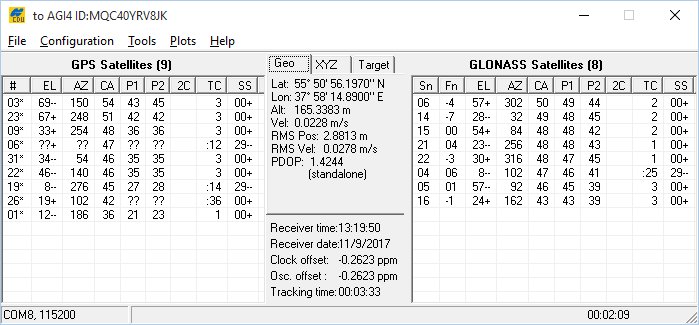 CDU to AGI4 ID:MQC40YRV8JK
File Configuration Tools Plots Help
GPS Satellites (9)
# EL AZ CA P1 P2 2C TC SS
03* 69-- 150 54 43 45 3 00+
23* 67+ 248 51 42 42 3 00+
09* 33+ 254 48 36 36 3 00+
06* ??+ ?? 47 ?? ?? :12 29--
31* 34-- 54 46 35 35 3 00+
22* 46-- 140 46 35 35 3 00+
19* 8-- 276 45 27 28 :14 29--
26* 19+ 102 42 ?? ?? :36 00+
01* 12-- 186 36 21 23 1 00+
Geo XYZ Target
Lat: 55° 50' 56.1970'' N
Lon: 37° 58' 14.8900'' E
Alt: 165.3383 m
Vel: 0.0228 m/s
RMS Pos: 2.8813 m
RMS Vel: 0.0278 m/s
PDOP: 1.4244
(standalone)
Receiver time:13:19:50
Receiver date:11/9/2017
Clock offset: -0.2623 ppm
Osc. offset : -0.2623 ppm
Tracking time: 00:03:33
GLONASS Satellites (8)
Sn Fn EL AZ CA P1 P2 2C TC SS
06 -4 57+ 302 50 49 44 2 00+
14 -7 28-- 32 49 48 45 2 00+
15 00 54+ 84 48 48 42 2 00+
21 04 23-- 256 48 48 43 1 00+
22 -3 30+ 316 48 47 45 1 00+
04 06 8-- 102 47 46 41 :25 29--
05 01 57-- 92 46 45 39 3 00+
16 -1 24+ 162 43 43 39 3 00+
COM8, 115200
00:02:09